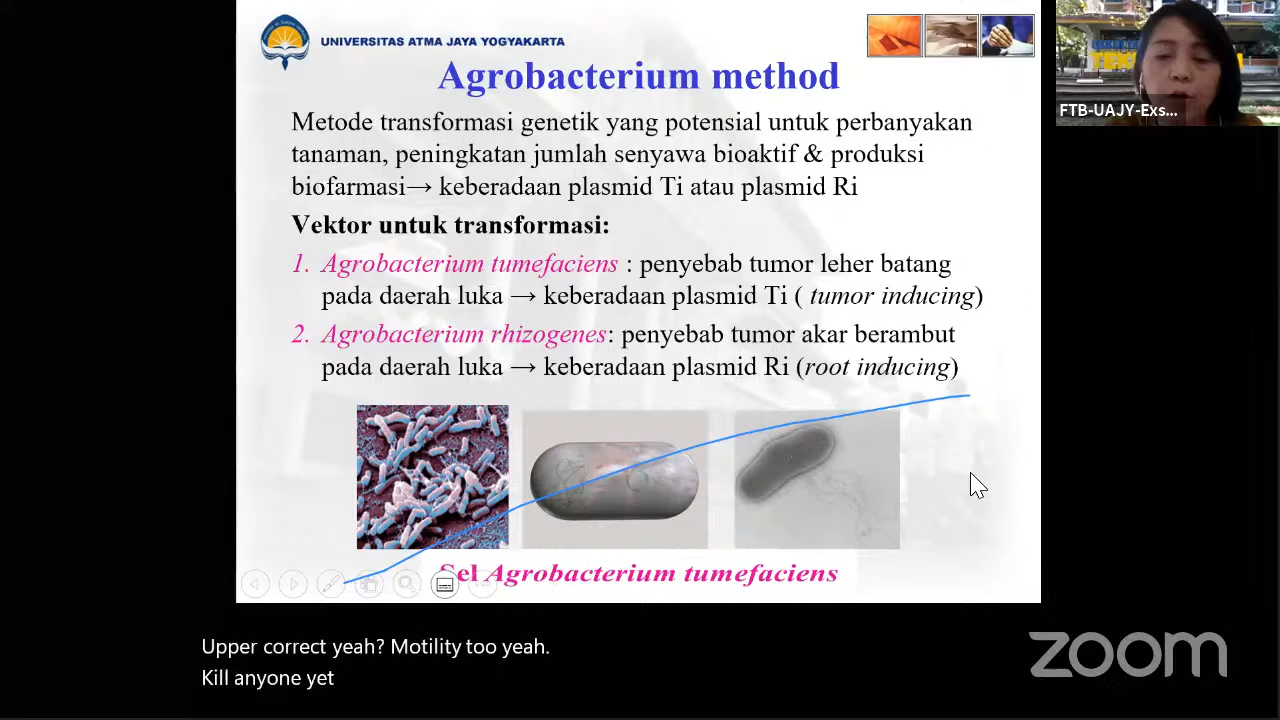 UNIVERSITAS ATMA JAYA YOGYAKARTA
Agrobacterium method
Metode transformasi genetik yang potensial untuk perbanyakan
tanaman, peningkatan jumlah senyawa bioaktif & produksi
biofarmasi→ keberadaan plasmid Ti atau plasmid Ri
Vektor untuk transformasi:
1. Agrobacterium tumefaciens : penyebab tumor leher batang
pada daerah luka → keberadaan plasmid Ti ( tumor inducing)
2. Agrobacterium rhizogenes: penyebab tumor akar berambut
pada daerah luka → keberadaan plasmid Ri (root inducing)
Sel Agrobacterium tumefaciens
FTB-UAJY-Exs...
Upper correct yeah? Motility too yeah.
Kill anyone yet
zoom